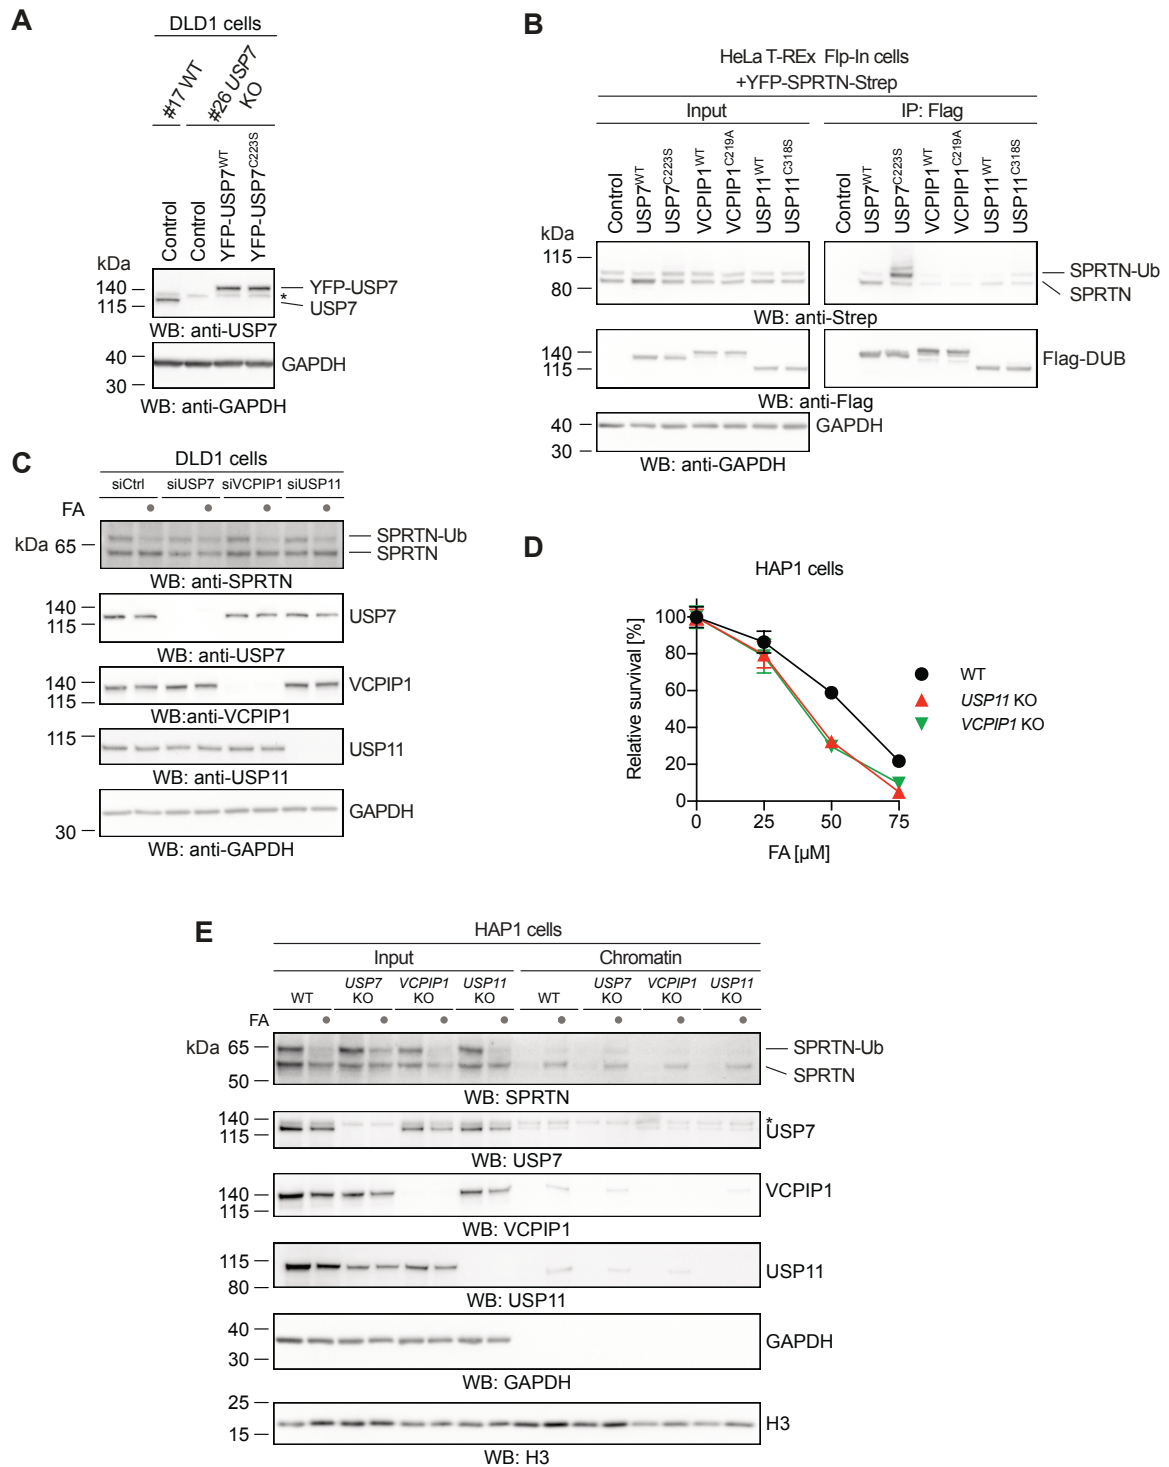 A
DLD1 cells
#17 WT
#26 USP7
KO
Control
Control
YFP-USP7WT
YFP-USP7C223S
kDa
140
115
YFP-USP7
*
USP7
WB: anti-USP7
40
30
GAPDH
WB: anti-GAPDH
B
HeLa T-REx Flp-In cells
+YFP-SPRTN-Strep
Input
IP: Flag
Control
USP7WT
USP7C223S
VCPIP1WT
VCPIP1C219A
USP11WT
USP11C318S
Control
USP7WT
USP7C223S
VCPIP1WT
VCPIP1C219A
USP11WT
USP11C318S
kDa
115
80
SPRTN-Ub
SPRTN
WB: anti-Strep
140
115
Flag-DUB
WB: anti-Flag
40
30
GAPDH
WB: anti-GAPDH
C
DLD1 cells
siCtrl siUSP7 siVCPIP1 siUSP11
FA
kDa 65
SPRTN-Ub
SPRTN
WB: anti-SPRTN
140
115
USP7
WB: anti-USP7
140
115
VCPIP1
WB:anti-VCPIP1
115
USP11
WB: anti-USP11
30
GAPDH
WB: anti-GAPDH
D
HAP1 cells
Relative survival [%]
100
80
60
40
20
0
0 25 50 75
FA [µM]
WT
USP11 KO
VCPIP1 KO
E
HAP1 cells
Input Chromatin
WT USP7 KO VCPIP1 KO USP11 KO WT USP7 KO VCPIP1 KO USP11 KO
FA
kDa 65
50
SPRTN-Ub
SPRTN
WB: SPRTN
140
115
*
USP7
WB: USP7
140
115
VCPIP1
WB: VCPIP1
115
80
USP11
WB: USP11
40
30
GAPDH
WB: GAPDH
25
15
H3
WB: H3